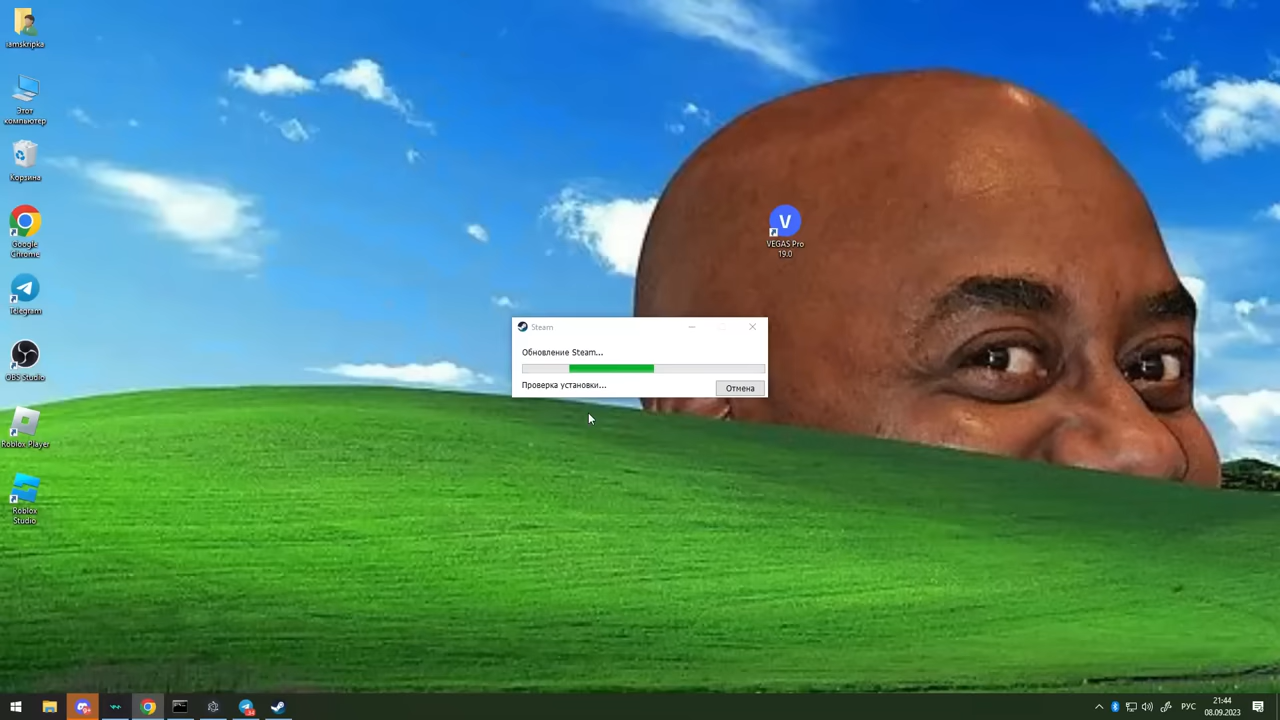 iamskripka
Этот
компьютер
Корзина
Google
Chrome
Telegram
OBS Studio
Roblox Player
Roblox
Studio
V
VEGAS Pro
19.0
Steam
Обновление Steam...
Проверка установки...
Отмена
РУС
21:44
08.09.2023